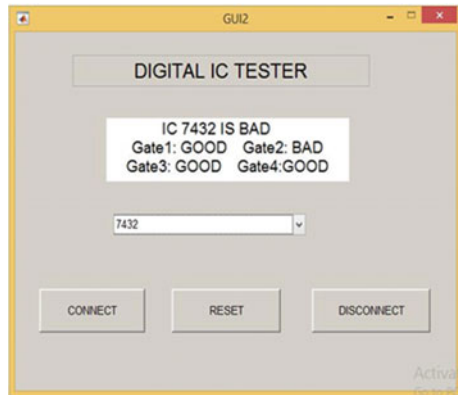 GUI2
DIGITAL IC TESTER
IC 7432 IS BAD
Gate1: GOOD Gate2: BAD
Gate3: GOOD Gate4:GOOD
7432
CONNECT RESET DISCONNECT
Activa